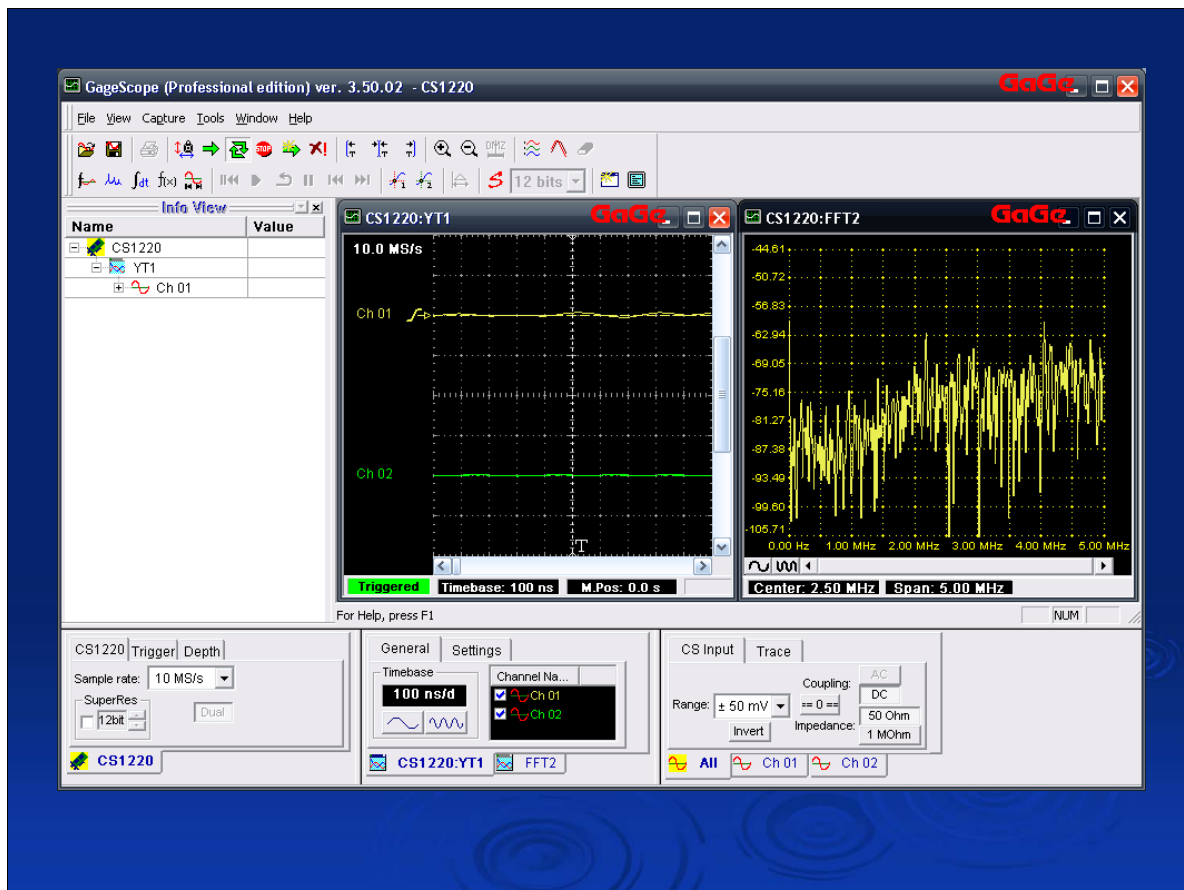 GageScope (Professional edition) ver. 3.50.02 - CS1220
GaGe
File View Capture Tools Window Help
f(x)
12 bits
Info View
Name Value
CS1220
YT1
Ch 01
CS1220:YT1
GaGe
10.0 MS/s
Ch 01
Ch 02
T
Triggered Timebase: 100 ns M.Pos: 0.0 s
CS1220:FFT2
GaGe
-44.61
-50.72
-56.83
-62.94
-69.05
-75.16
-81.27
-87.38
-93.49
-99.60
-105.71
0.00 Hz 1.00 MHz 2.00 MHz 3.00 MHz 4.00 MHz 5.00 MHz
Center: 2.50 MHz Span: 5.00 MHz
For Help, press F1
NUM
CS1220 Trigger Depth
Sample rate: 10 MS/s
SuperRes
12bit
Dual
CS1220
General Settings
Timebase
100 ns/d
Channel Na...
Ch 01
Ch 02
CS1220:YT1 FFT2
CS Input Trace
Range: ± 50 mV
Invert
Coupling:
AC
DC
== 0 ==
Impedance:
50 Ohm
1 MOhm
All Ch 01 Ch 02